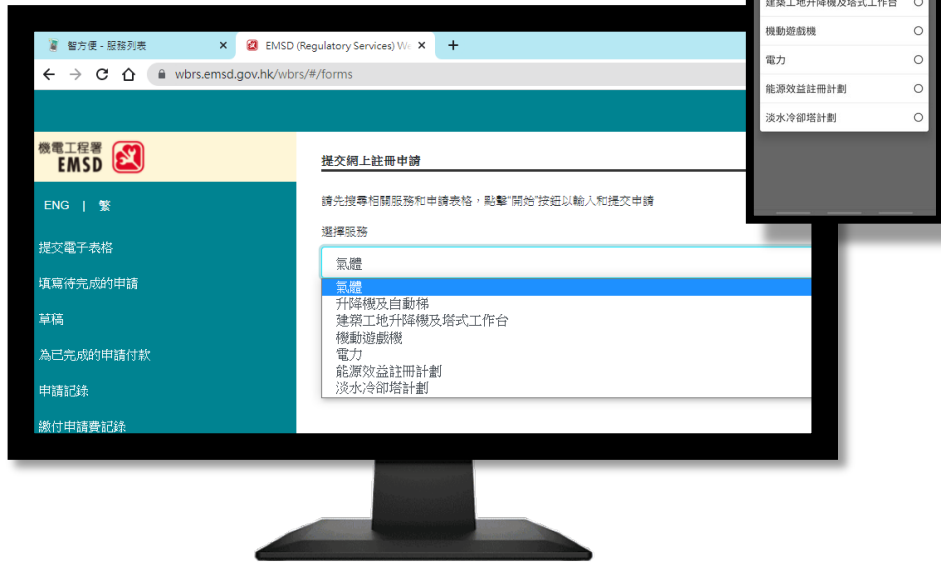 智方便 - 服務列表
EMSD (Regulatory Services) We
wbrs.emsd.gov.hk/wbrs/#/forms
機電工程署
EMSD
ENG | 繁
提交電子表格
填寫待完成的申請
草稿
為已完成的申請付款
申請記錄
繳付申請費記錄
提交網上註冊申請
請先搜尋相關服務和申請表格，點擊"開始"按鈕以輸入和提交申請
選擇服務
氣體
氣體
升降機及自動梯
建築工地升降機及塔式工作台
機動遊戲機
電力
能源效益註冊計劃
淡水冷卻塔計劃
建築工地升降機及塔式工作台
機動遊戲機
電力
能源效益註冊計劃
淡水冷卻塔計劃